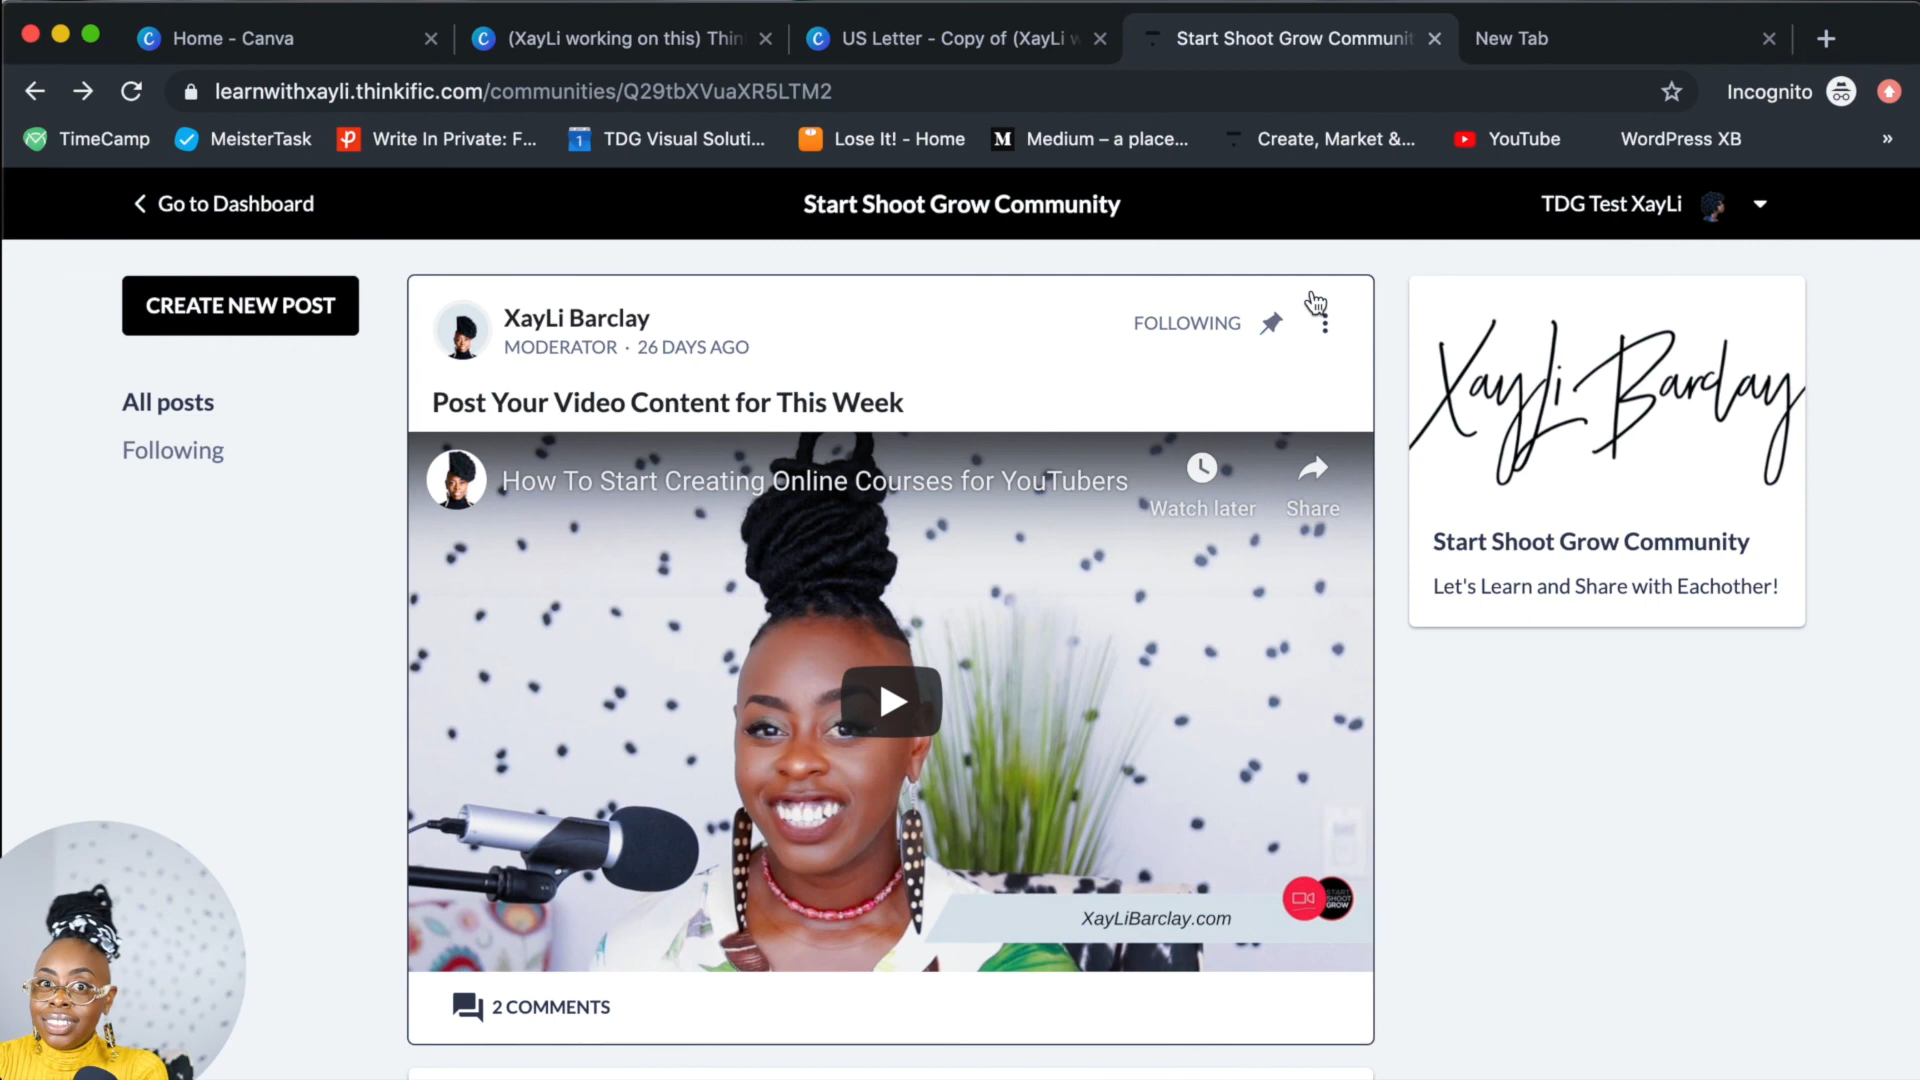 Home - Canva
(XayLi working on this) Thin
US Letter - Copy of (XayLi w
Start Shoot Grow Communit
New Tab
learnwithxayli.thinkific.com/communities/Q29tbXVuaXR5LTM2
Incognito
TimeCamp
MeisterTask
Write In Private: F...
1
TDG Visual Soluti...
Lose It! - Home
M
Medium – a place...
Create, Market &...
YouTube
WordPress XB
»
Go to Dashboard
Start Shoot Grow Community
TDG Test XayLi
CREATE NEW POST
All posts
Following
XayLi Barclay
MODERATOR · 26 DAYS AGO
FOLLOWING
Post Your Video Content for This Week
How To Start Creating Online Courses for YouTubers
Watch later
Share
XayLiBarclay.com
START
SHOOT
GROW
2 COMMENTS
XayLi Barclay
Start Shoot Grow Community
Let's Learn and Share with Eachother!